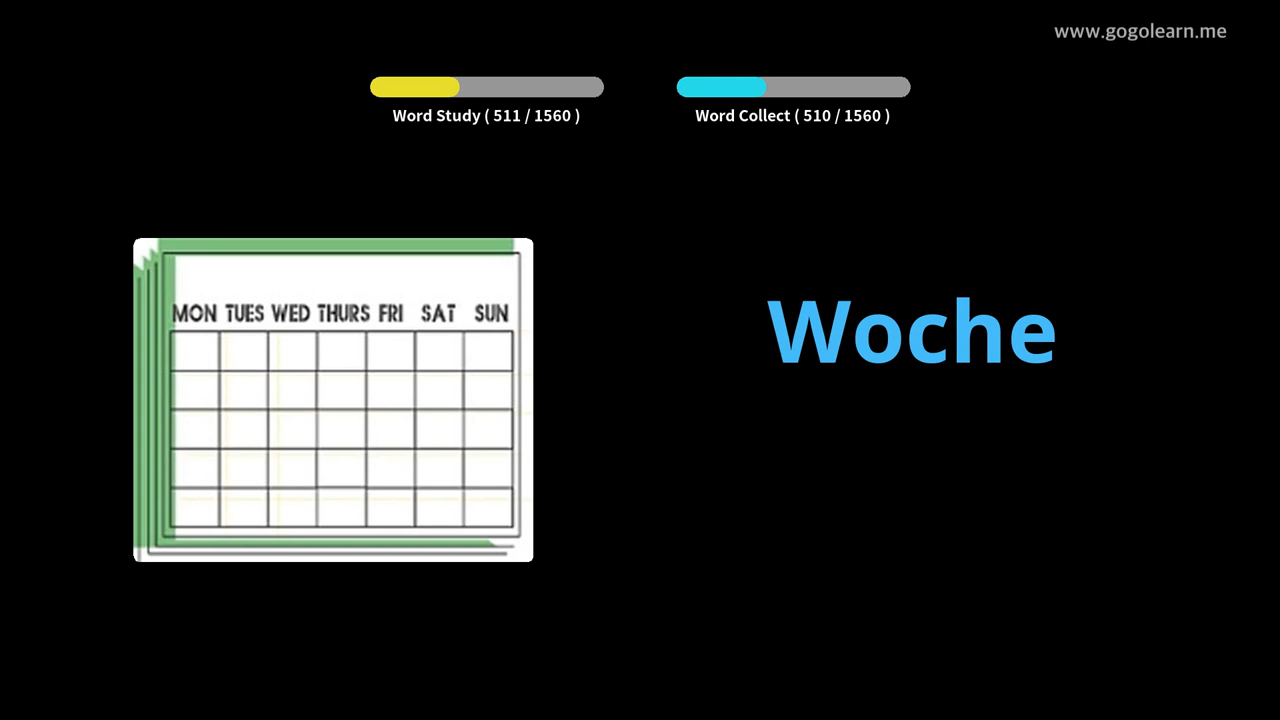 www.gogolearn.me
Word Study ( 511 / 1560 )
Word Collect ( 510 / 1560 )
MON TUES WED THURS FRI SAT SUN
Woche